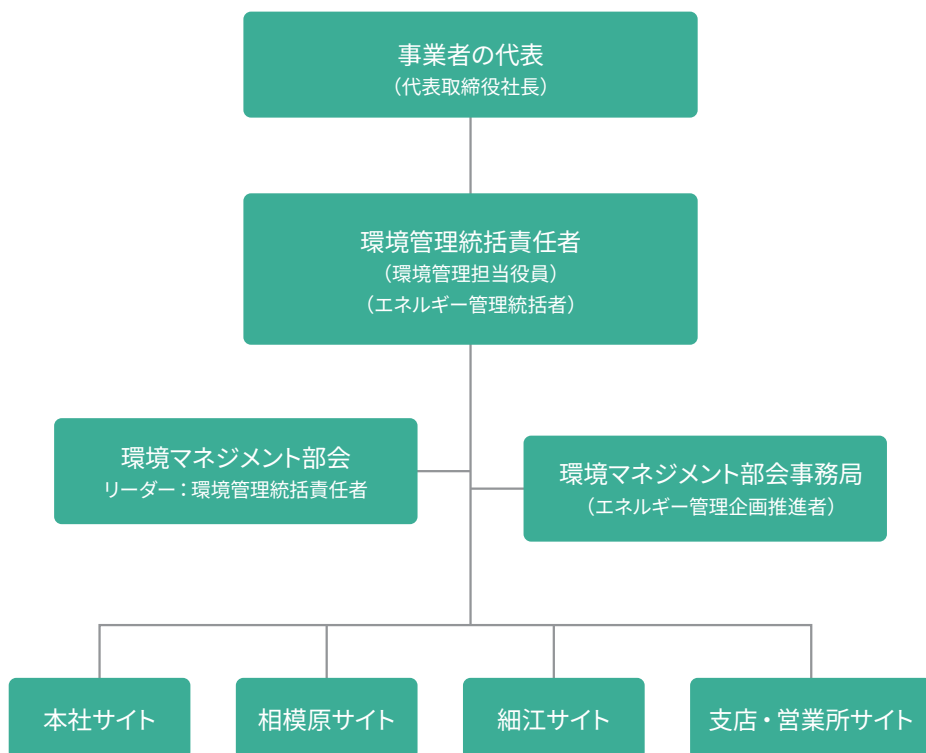 事業者の代表
（代表取締役社長）
環境管理統括責任者
（環境管理担当役員）
（エネルギー管理統括者）
環境マネジメント部会
リーダー：環境管理統括責任者
環境マネジメント部会事務局
（エネルギー管理企画推進者）
本社サイト
相模原サイト
細江サイト
支店・営業所サイト